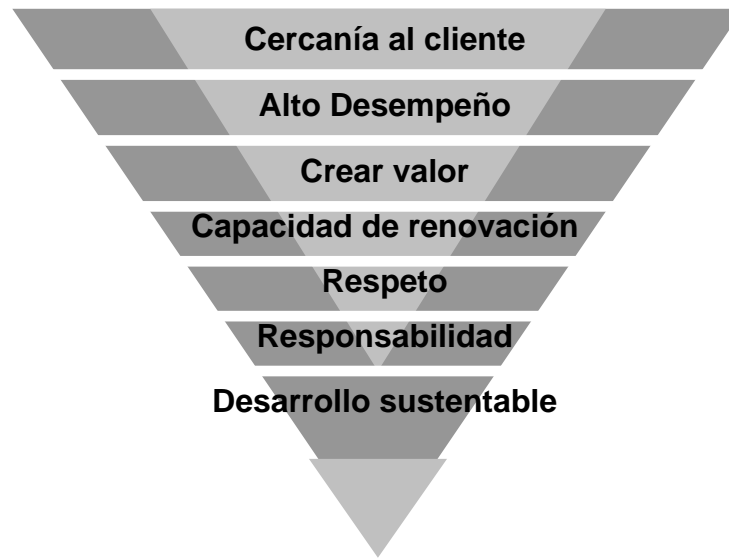 Cercanía al cliente
Alto Desempeño
Crear valor
Capacidad de renovación
Respeto
Responsabilidad
Desarrollo sustentable